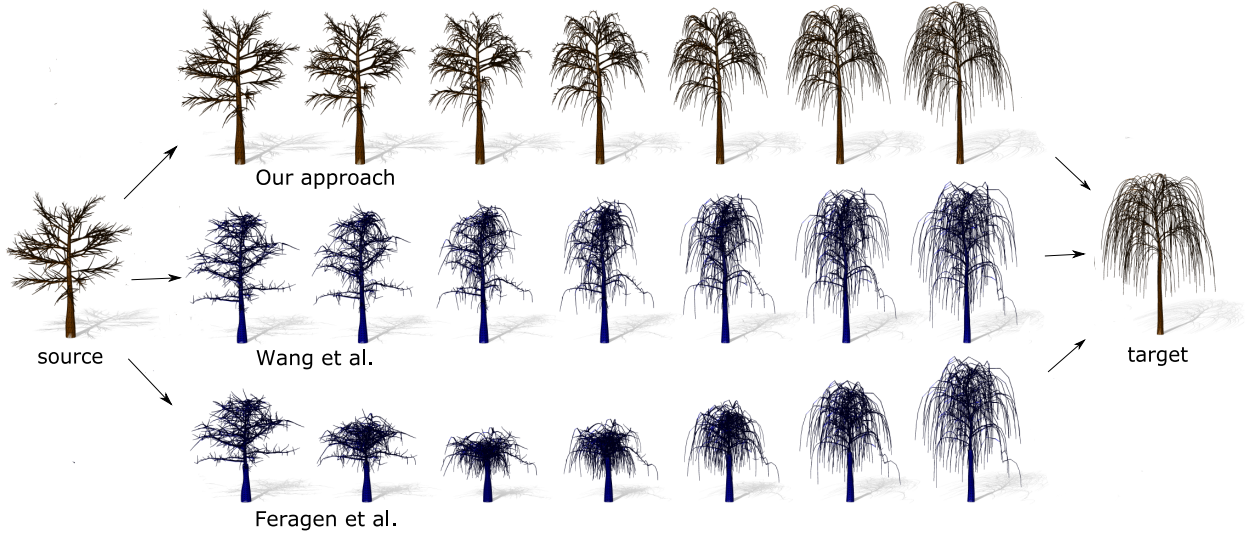 Our approach
source
Wang et al.
target
Feragen et al.